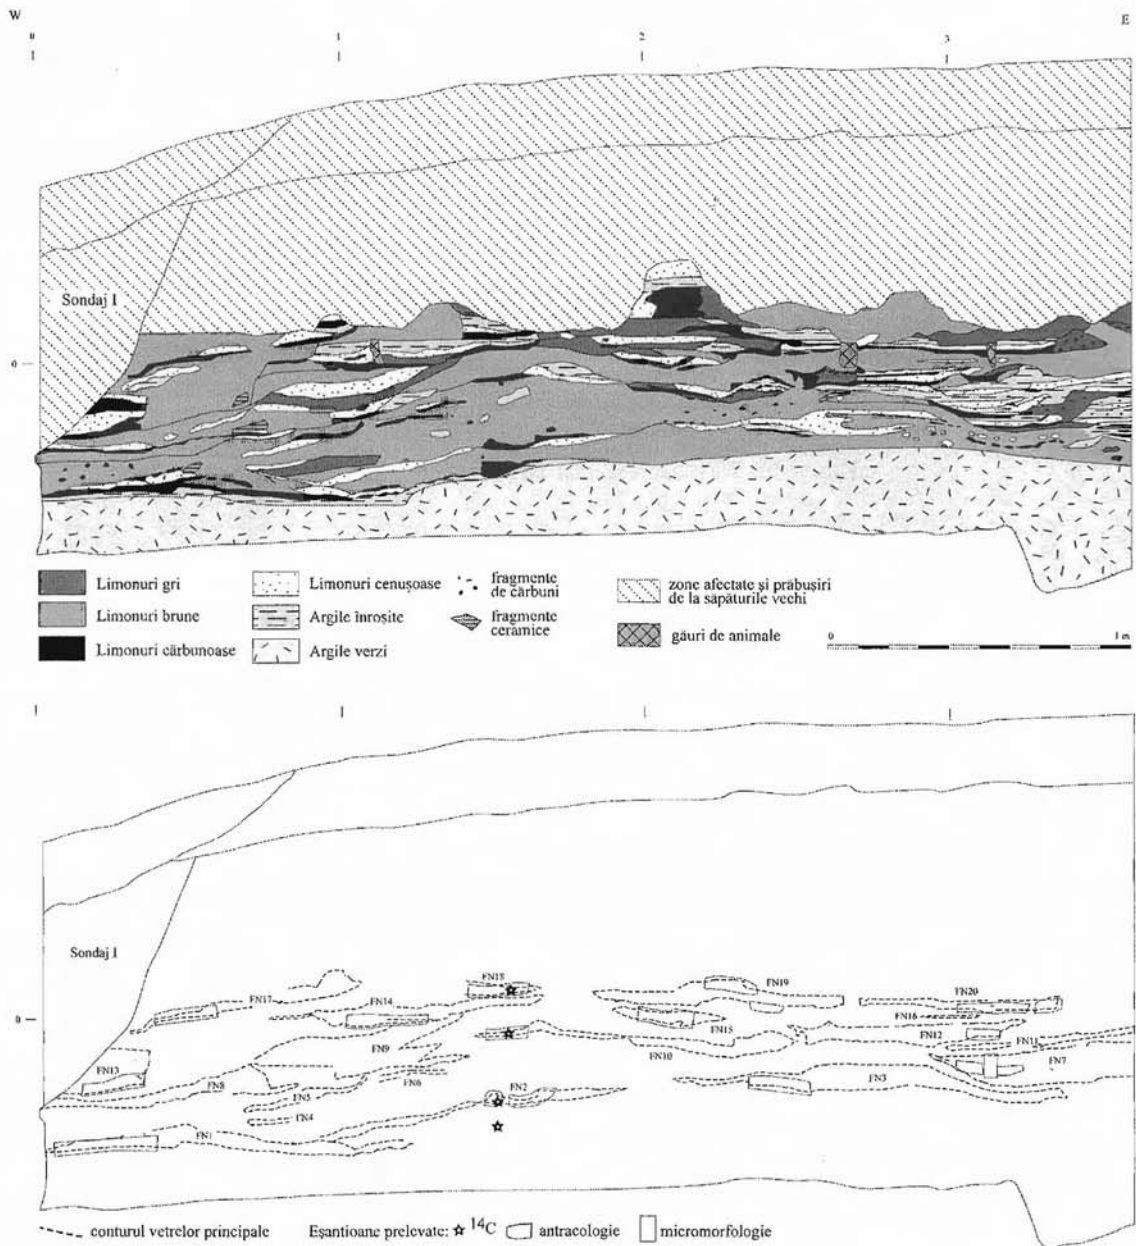 W
E
0
1
2
3
Sondaj I
0
Limonuri gri
Limonuri brune
Limonuri cărbunoase
Limonuri cenușoase
Argile înroșite
Argile verzi
fragmente
de cărbuni
fragmente
ceramice
zone afectate și prăbușiri
de la săpăturile vechi
găuri de animale
0
1 m
Sondaj I
0
FN18
FN19
FN17
FN14
FN20
FN16
FN15
FN12
FN11
FN9
FN10
FN7
FN13
FN8
FN6
FN2
FN3
FN5
FN4
FN1
conturul vetrelor principale
Eșantioane prelevate:
14C
antracologie
micromorfologie